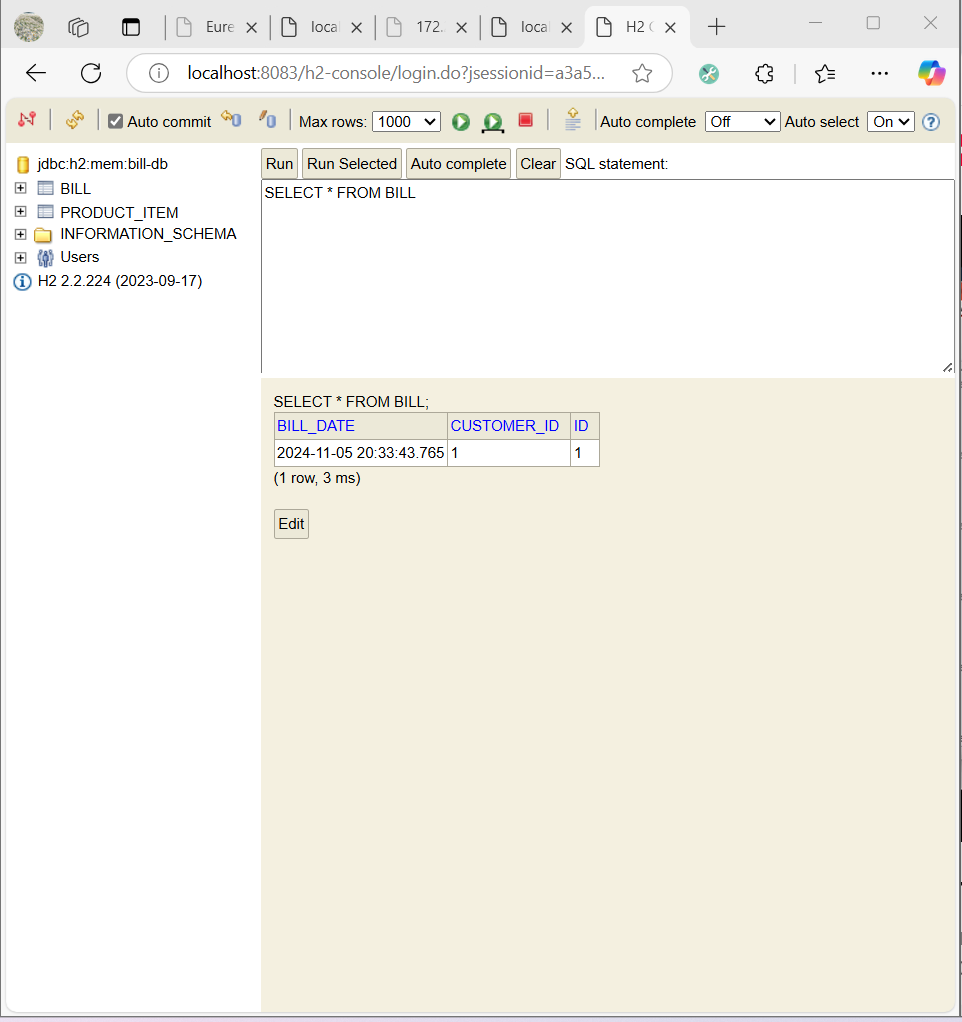 Eure
loca
172.
loca
H2 C
localhost:8083/h2-console/login.do?jsessionid=a3a5...
Auto commit
Max rows: 1000
Auto complete Off
Auto select On
jdbc:h2:mem:bill-db
BILL
PRODUCT_ITEM
INFORMATION_SCHEMA
Users
H2 2.2.224 (2023-09-17)
Run Run Selected Auto complete Clear SQL statement:
SELECT * FROM BILL
SELECT * FROM BILL;
BILL_DATE CUSTOMER_ID ID
2024-11-05 20:33:43.765 1 1
(1 row, 3 ms)
Edit